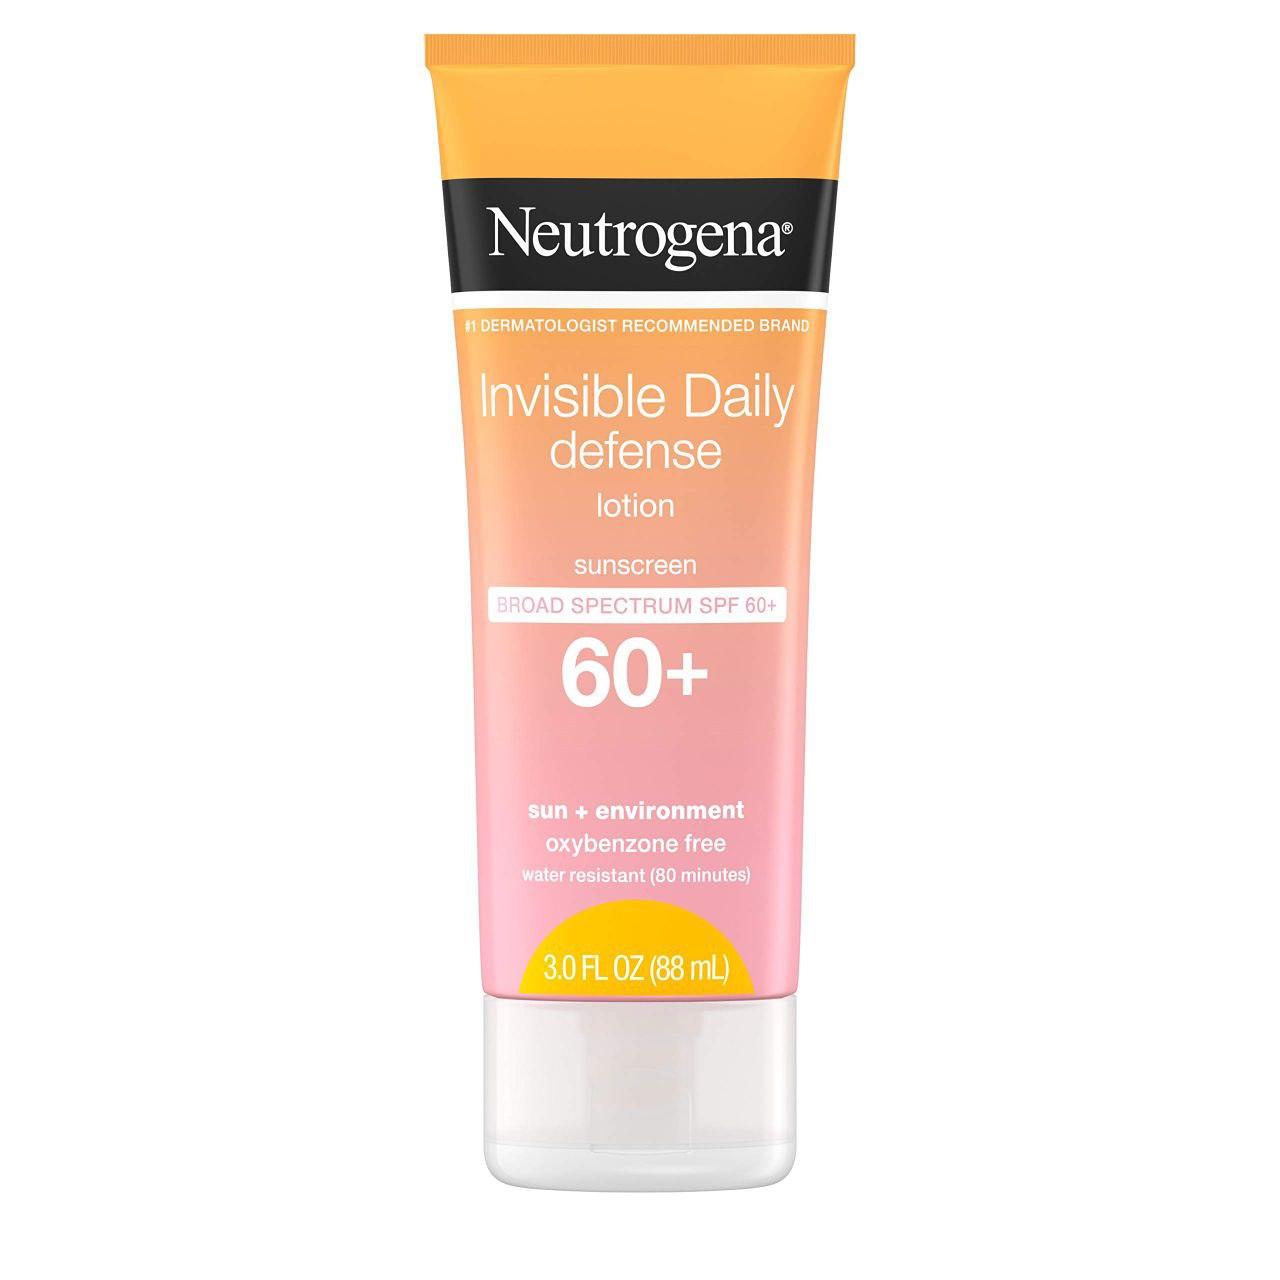 Neutrogena®
#1 DERMATOLOGIST RECOMMENDED BRAND
Invisible Daily
defense
lotion
sunscreen
BROAD SPECTRUM SPF 60+
60+
sun + environment
oxybenzone free
water resistant (80 minutes)
3.0 FL OZ (88 mL)